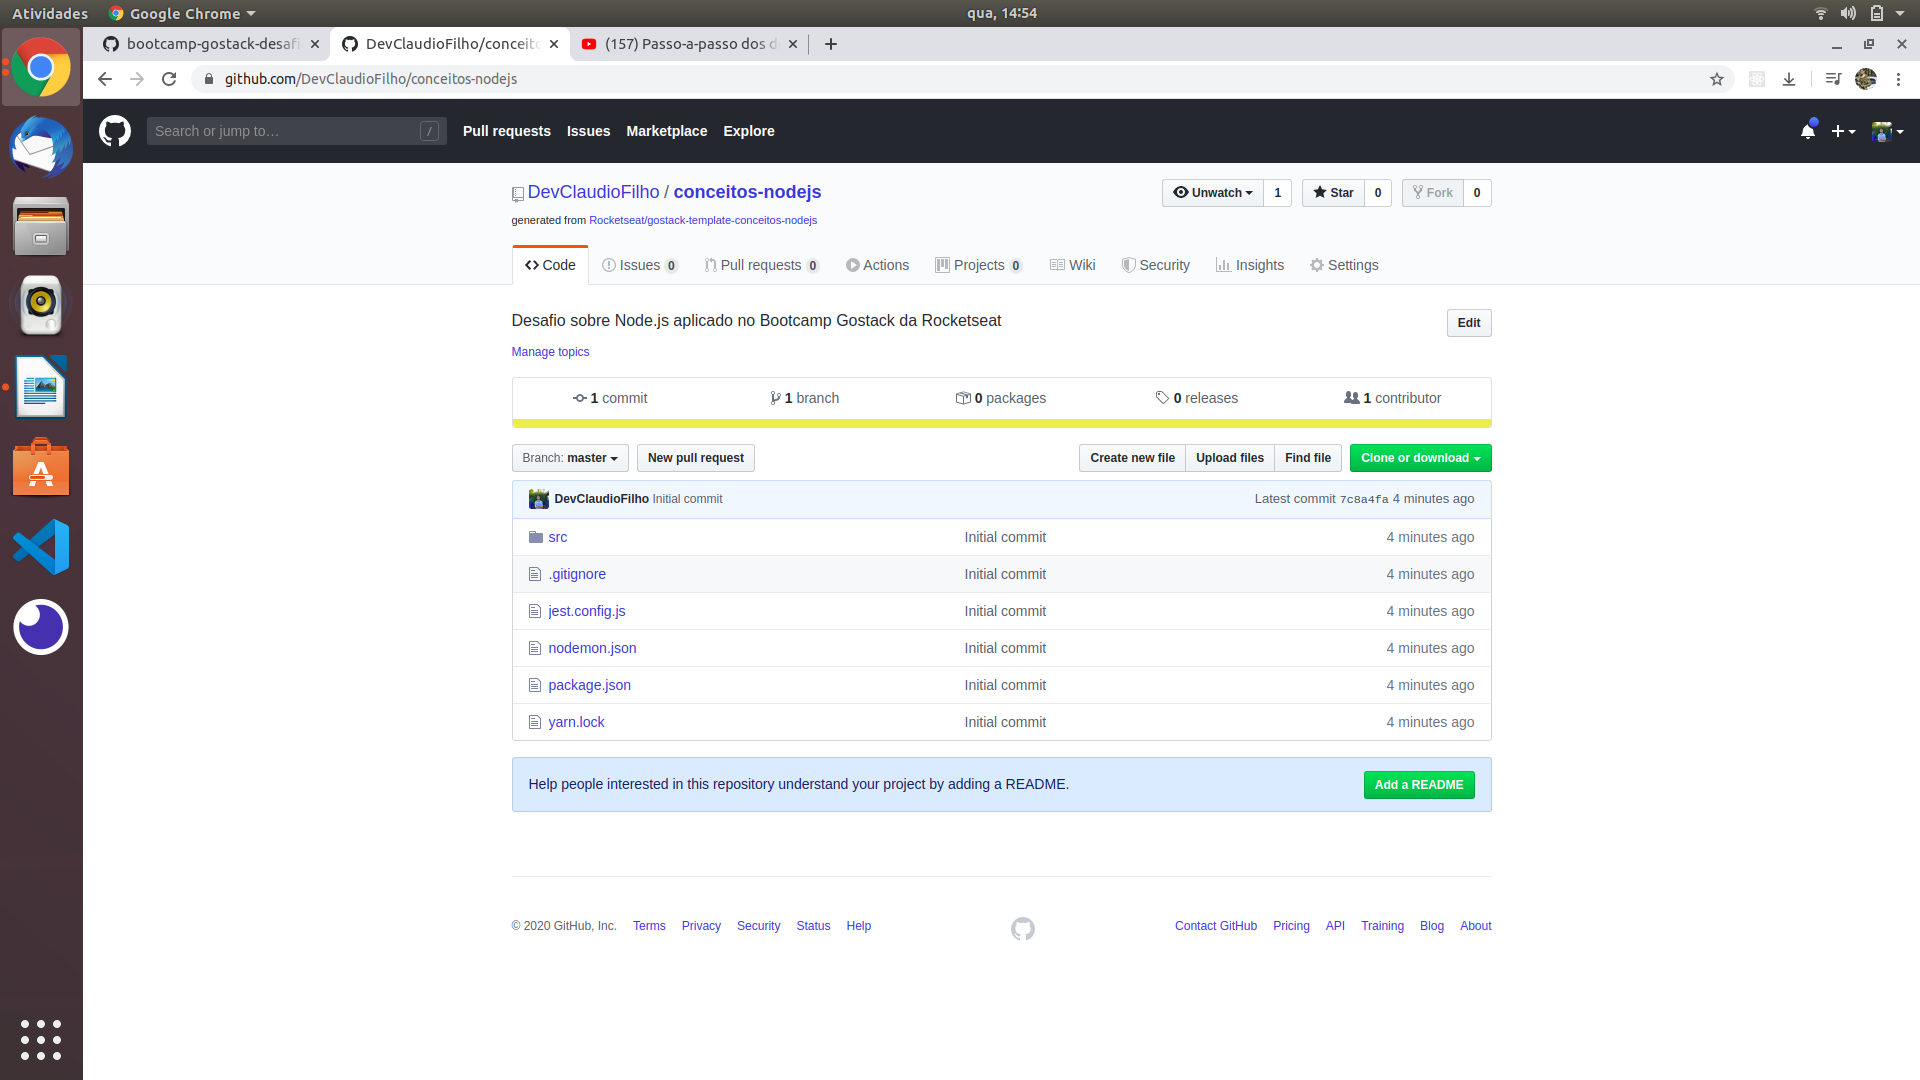 Atividades Google Chrome qua, 14:54
bootcamp-gostack-desafi DevClaudioFilho/conceito (157) Passo-a-passo dos d
github.com/DevClaudioFilho/conceitos-nodejs
Search or jump to… / Pull requests Issues Marketplace Explore
DevClaudioFilho / conceitos-nodejs Unwatch 1 Star 0 Fork 0
generated from Rocketseat/gostack-template-conceitos-nodejs
Code Issues 0 Pull requests 0 Actions Projects 0 Wiki Security Insights Settings
Desafio sobre Node.js aplicado no Bootcamp Gostack da Rocketseat Edit
Manage topics
1 commit 1 branch 0 packages 0 releases 1 contributor
Branch: master New pull request Create new file Upload files Find file Clone or download
DevClaudioFilho Initial commit Latest commit 7c8a4fa 4 minutes ago
src Initial commit 4 minutes ago
.gitignore Initial commit 4 minutes ago
jest.config.js Initial commit 4 minutes ago
nodemon.json Initial commit 4 minutes ago
package.json Initial commit 4 minutes ago
yarn.lock Initial commit 4 minutes ago
Help people interested in this repository understand your project by adding a README. Add a README
© 2020 GitHub, Inc. Terms Privacy Security Status Help Contact GitHub Pricing API Training Blog About